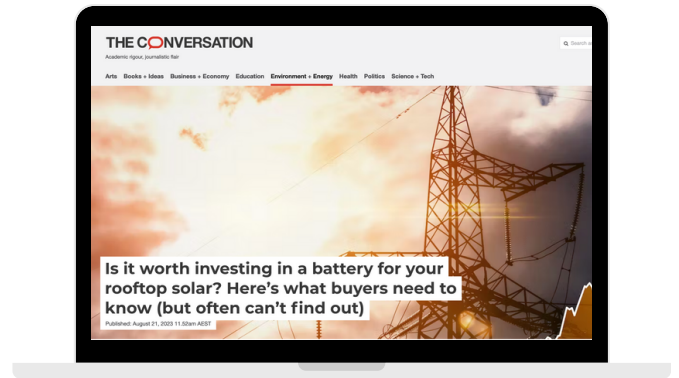 THE CONVERSATION
Academic rigour, journalistic flair
Search
Arts Books + Ideas Business + Economy Education Environment + Energy Health Politics Science + Tech
Is it worth investing in a battery for your
rooftop solar? Here’s what buyers need to
know (but often can’t find out)
Published: August 21, 2023 11.52am AEST